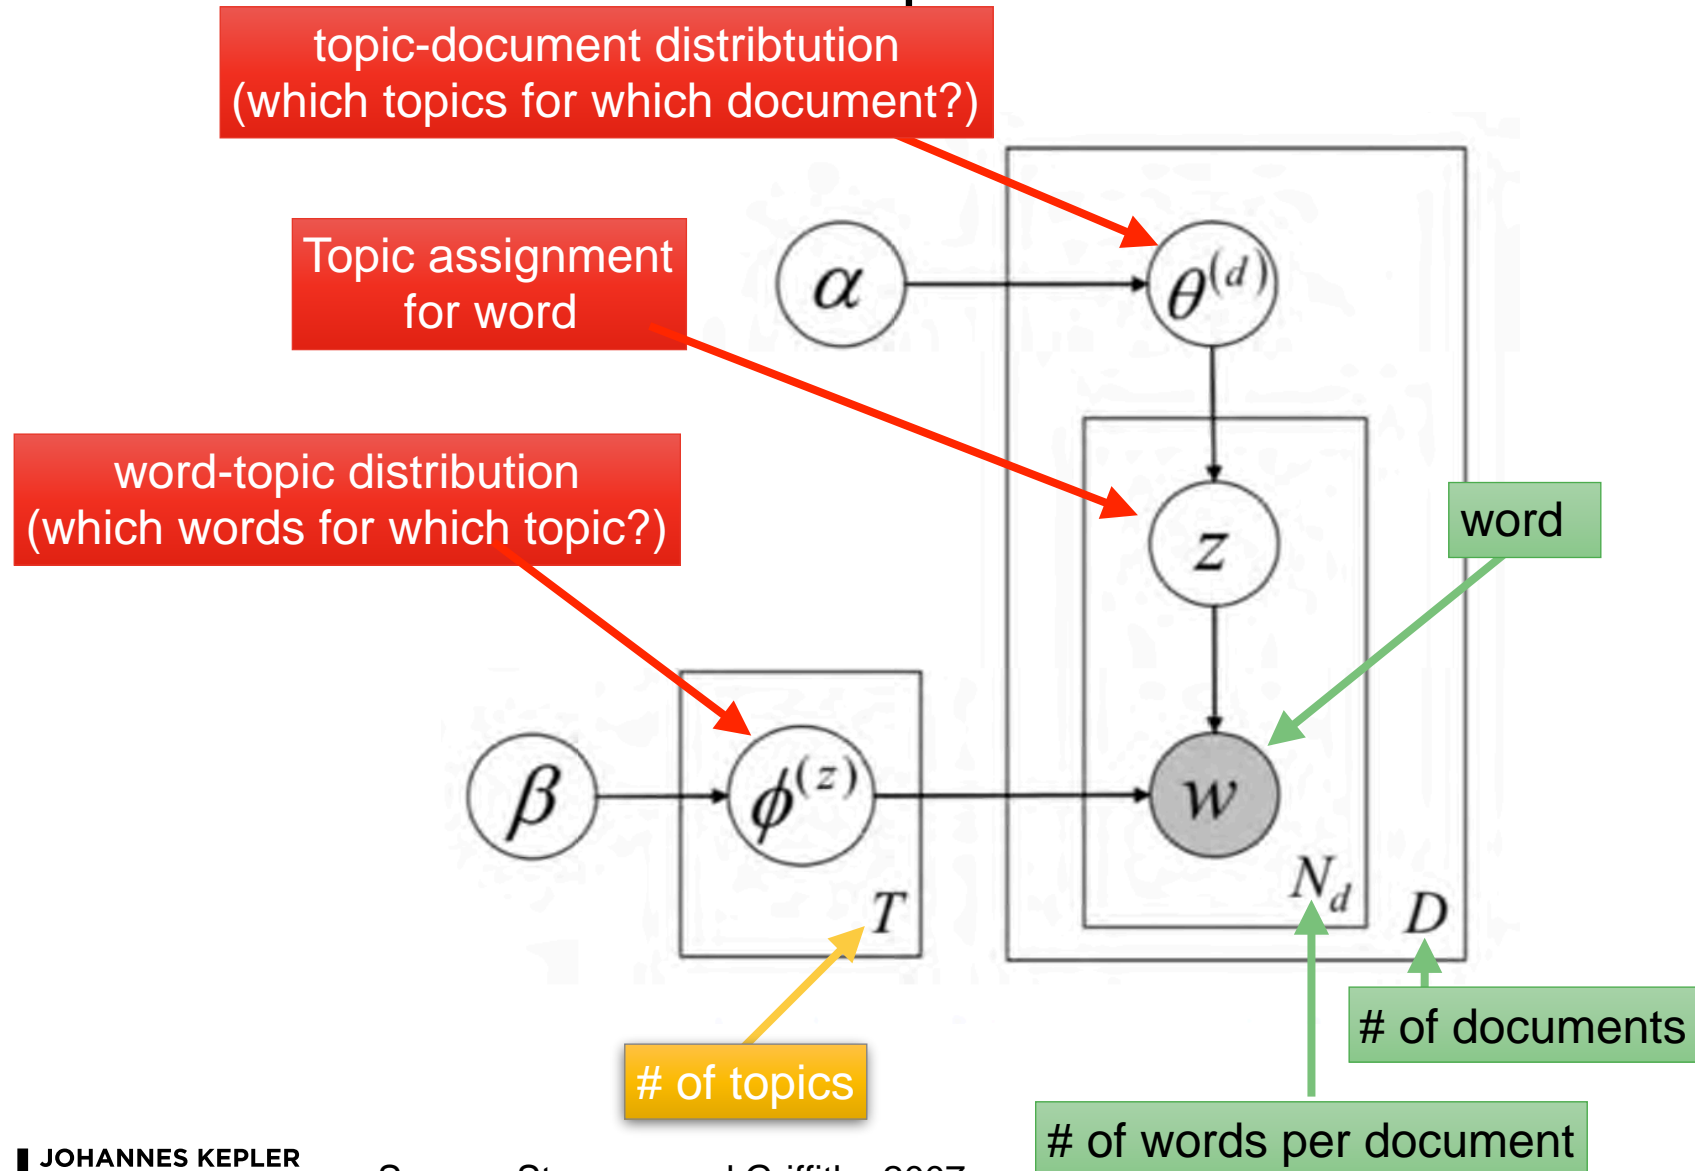 topic-document distribtution
(which topics for which document?)
Topic assignment
for word
α
θ(d)
word-topic distribution
(which words for which topic?)
z
word
β
ϕ(z)
w
Nd
D
T
# of documents
# of topics
# of words per document
JOHANNES KEPLER
2007